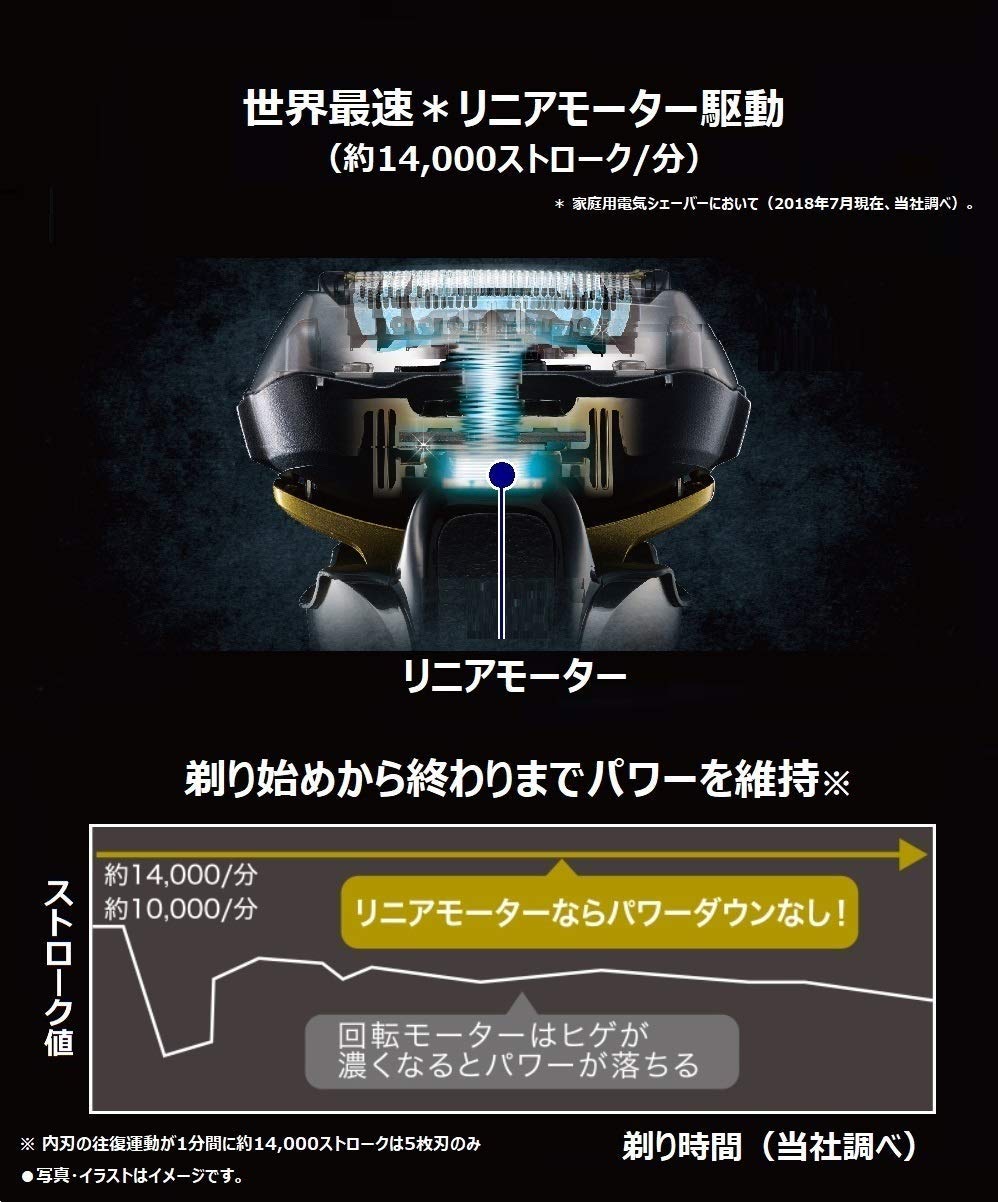 世界最速＊リニアモーター駆動
（約14,000ストローク/分）
＊ 家庭用電気シェーバーにおいて（2018年7月現在、当社調べ）。
リニアモーター
剃り始めから終わりまでパワーを維持※
約14,000/分
約10,000/分
リニアモーターならパワーダウンなし！
ストローク値
回転モーターはヒゲが
濃くなるとパワーが落ちる
※ 内刃の往復運動が1分間に約14,000ストロークは5枚刃のみ
剃り時間（当社調べ）
●写真･イラストはイメージです。